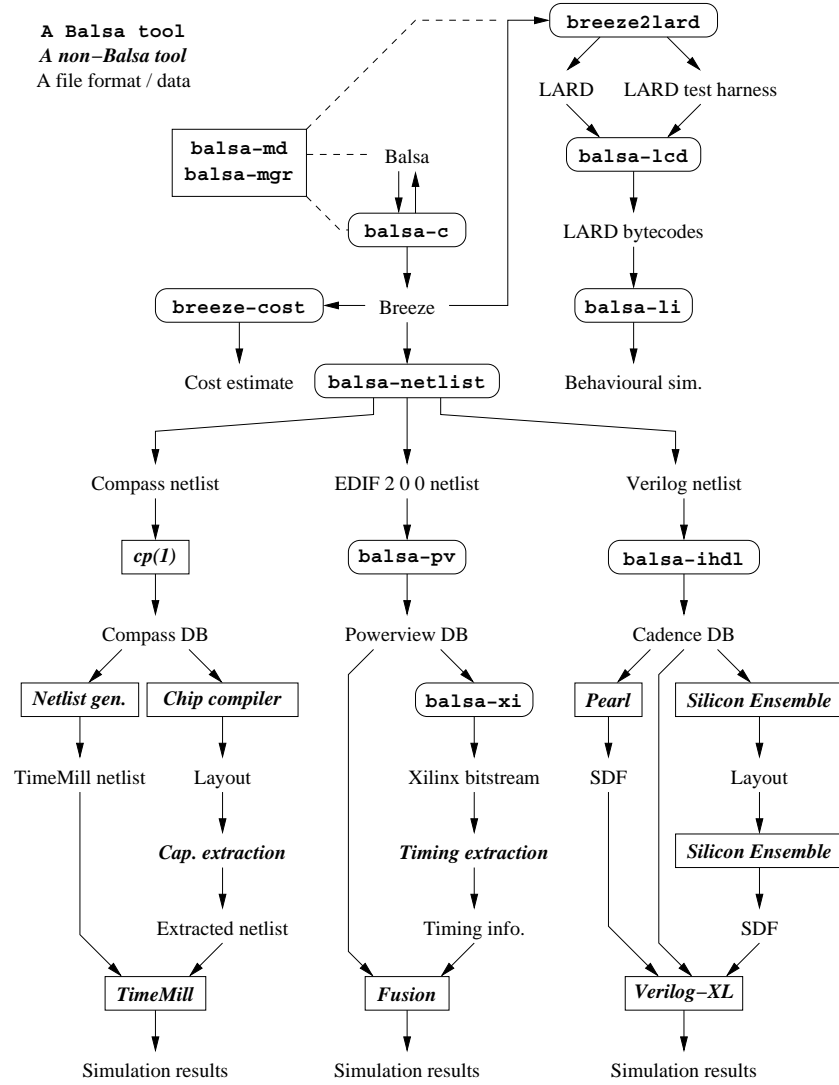 A Balsa tool
A non−Balsa tool
A file format / data
breeze2lard
LARD
LARD test harness
balsa-md
balsa-mgr
Balsa
balsa-lcd
balsa-c
LARD bytecodes
breeze-cost
Breeze
balsa-li
Cost estimate
balsa-netlist
Behavioural sim.
Compass netlist
EDIF 2 0 0 netlist
Verilog netlist
cp(1)
balsa-pv
balsa-ihdl
Compass DB
Powerview DB
Cadence DB
Netlist gen.
Chip compiler
balsa-xi
Pearl
Silicon Ensemble
TimeMill netlist
Layout
Xilinx bitstream
SDF
Layout
Cap. extraction
Timing extraction
Silicon Ensemble
Extracted netlist
Timing info.
SDF
TimeMill
Fusion
Verilog−XL
Simulation results
Simulation results
Simulation results